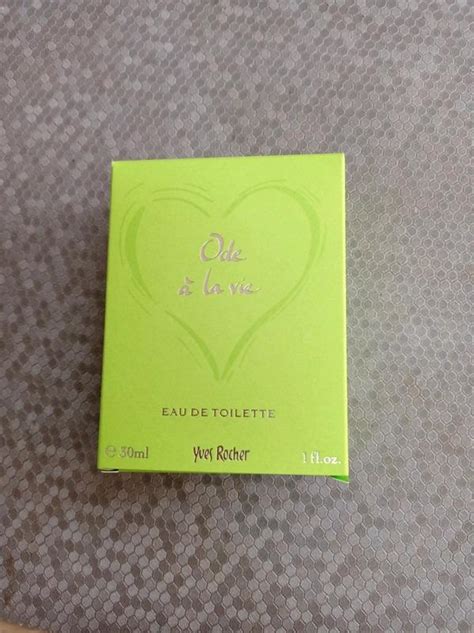 Ode
à la vie
EAU DE TOILETTE
℮ 30ml Yves Rocher 1 fl.oz.